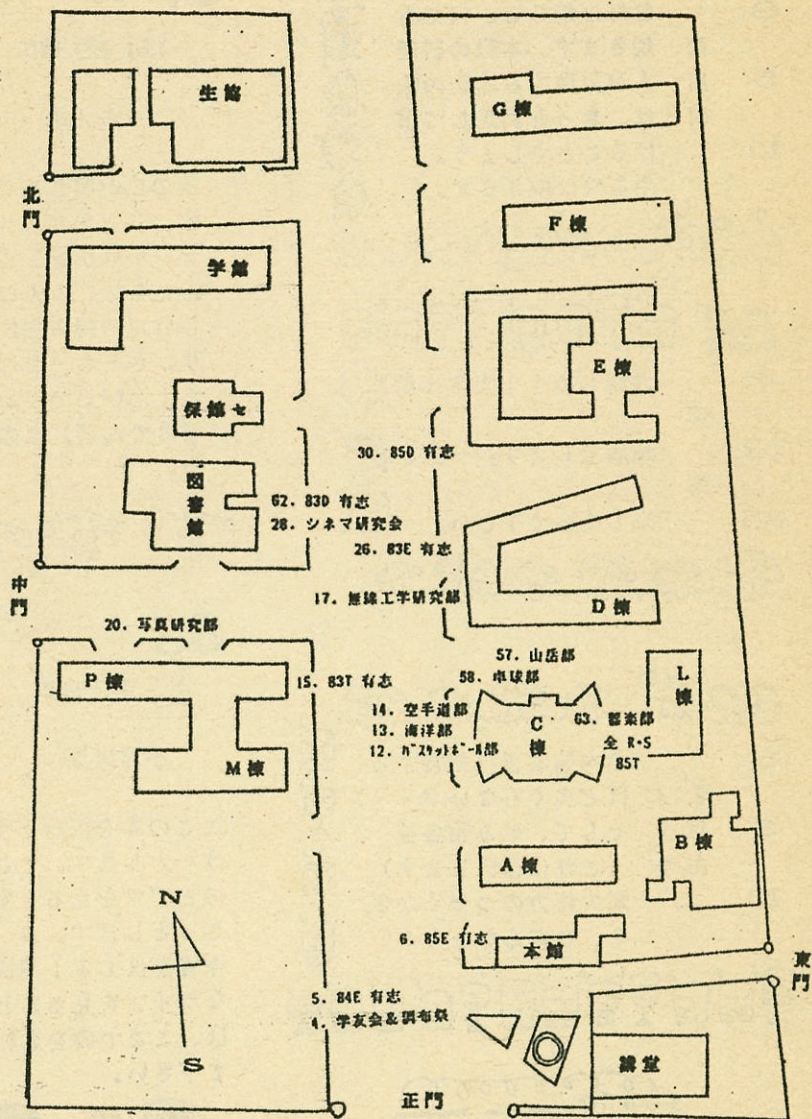 生協
G棟
北門
F棟
学館
E棟
保健セ
30. 85D 有志
図書館
62. 83D 有志
28. シネマ研究会
26. 83E 有志
中門
17. 無線工学研究部
D棟
20. 写真研究部
57. 山岳部
P棟
15. 83T 有志
58. 卓球部
L棟
14. 空手道部
13. 海洋部
12. バスケットボール部
C棟
63. 器楽部
全 R・S
85T
M棟
A棟
B棟
N
6. 85E 有志
本館
東門
5. 84E 有志
4. 学友会&調布祭
S
講堂
正門